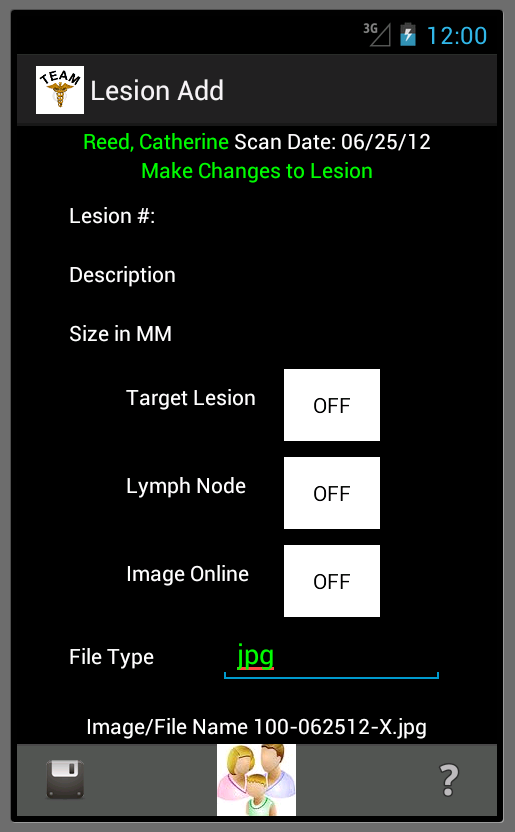 3G 12:00
TEAM Lesion Add
Reed, Catherine Scan Date: 06/25/12
Make Changes to Lesion
Lesion #:
Description
Size in MM
Target Lesion OFF
Lymph Node OFF
Image Online OFF
File Type jpg
Image/File Name 100-062512-X.jpg
?